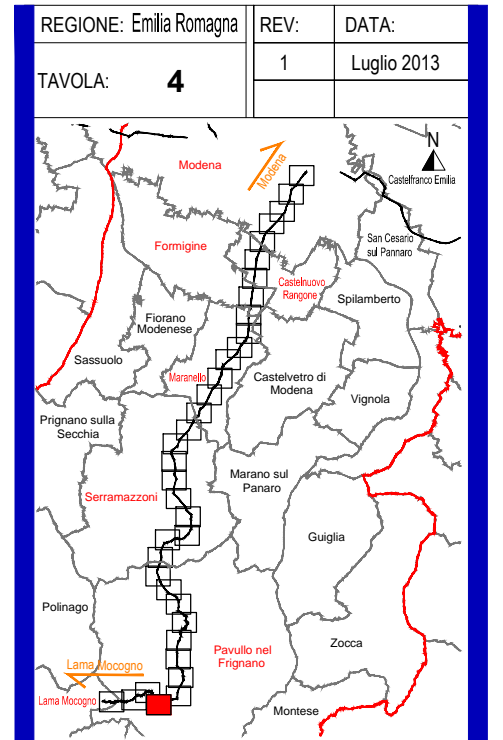 REGIONE: Emilia Romagna
REV:
DATA:
TAVOLA: 4
1
Luglio 2013
N
Modena
Modena
Castelfranco Emilia
San Cesario
sul Pannaro
Formigine
Castelnuovo
Rangone
Spilamberto
Fiorano
Modenese
Sassuolo
Maranello
Castelvetro di
Modena
Vignola
Prignano sulla
Secchia
Marano sul
Panaro
Serramazzoni
Guiglia
Polinago
Pavullo nel
Frignano
Zocca
Lama Mocogno
Lama Mocogno
Montese